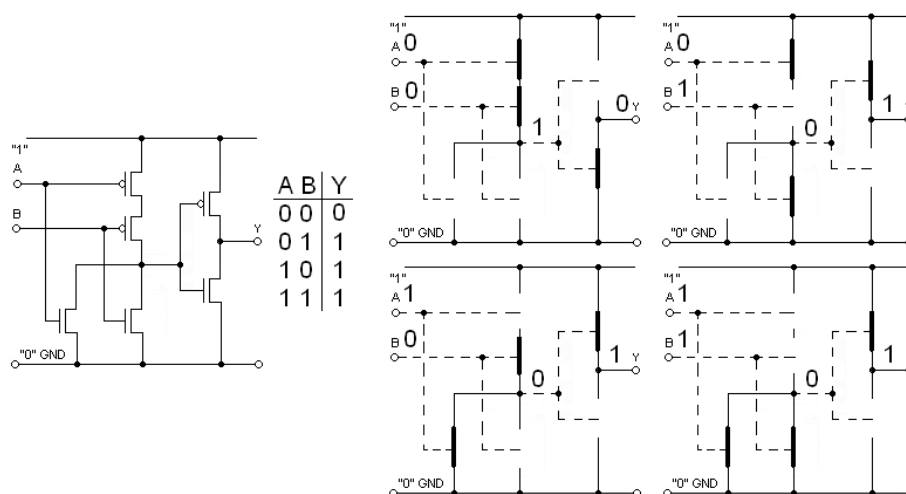 "1"
A
B
Y
"0" GND
A B Y
0 0 0
0 1 1
1 0 1
1 1 1
"1"
A 0
B 0
1
0 Y
"0" GND
"1"
A 0
B 1
0
1
"0" GND
"1"
A 1
B 0
0
1 Y
"0" GND
"1"
A 1
B 1
0
1
"0" GND